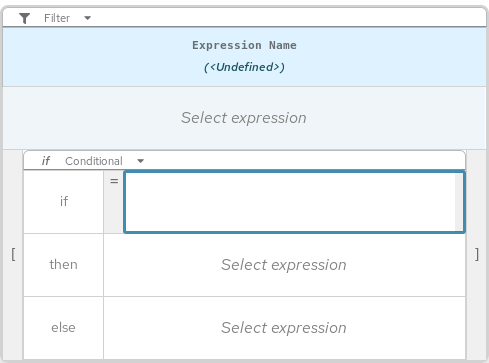 Filter
Expression Name
(<Undefined>)
Select expression
if Conditional
if =
then Select expression
[ ]
else Select expression